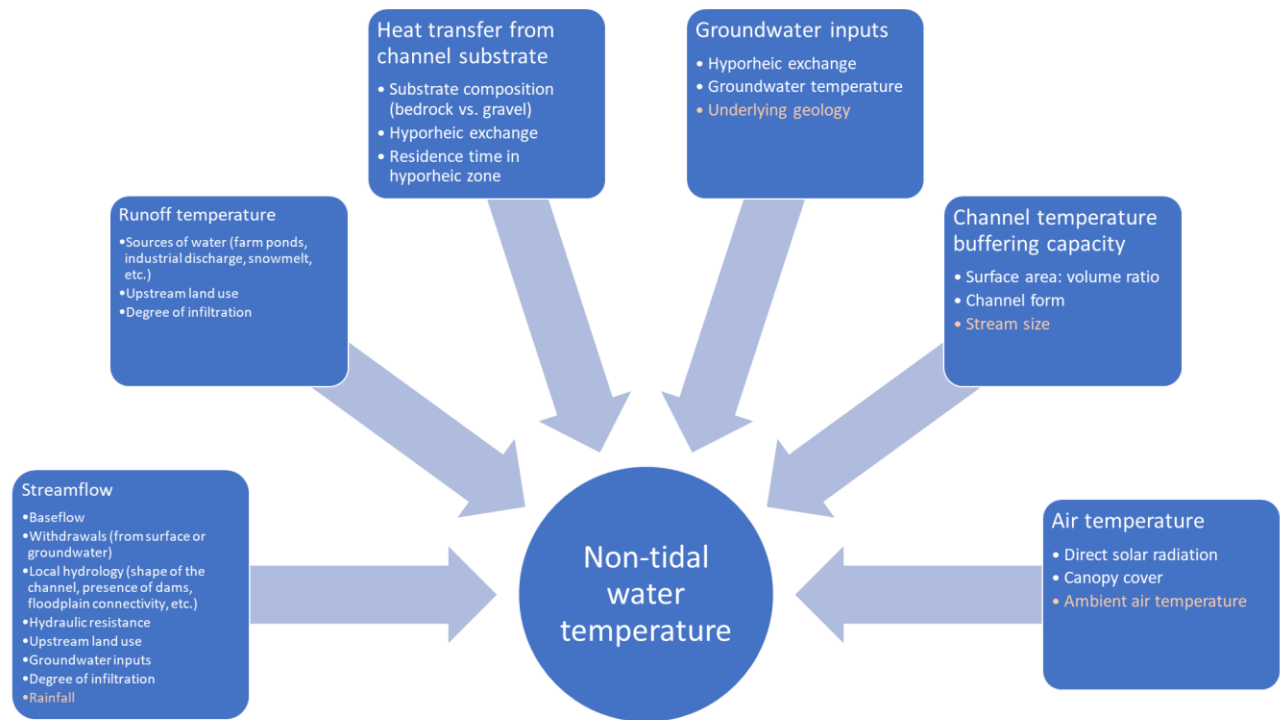 Heat transfer from
channel substrate
• Substrate composition
(bedrock vs. gravel)
• Hyporheic exchange
• Residence time in
hyporheic zone
Groundwater inputs
• Hyporheic exchange
• Groundwater temperature
• Underlying geology
Runoff temperature
•Sources of water (farm ponds,
industrial discharge, snowmelt,
etc.)
•Upstream land use
•Degree of infiltration
Channel temperature
buffering capacity
• Surface area: volume ratio
• Channel form
• Stream size
Streamflow
•Baseflow
•Withdrawals (from surface or
groundwater)
•Local hydrology (shape of the
channel, presence of dams,
floodplain connectivity, etc.)
•Hydraulic resistance
•Upstream land use
•Groundwater inputs
•Degree of infiltration
•Rainfall
Non-tidal
water
temperature
Air temperature
• Direct solar radiation
• Canopy cover
• Ambient air temperature